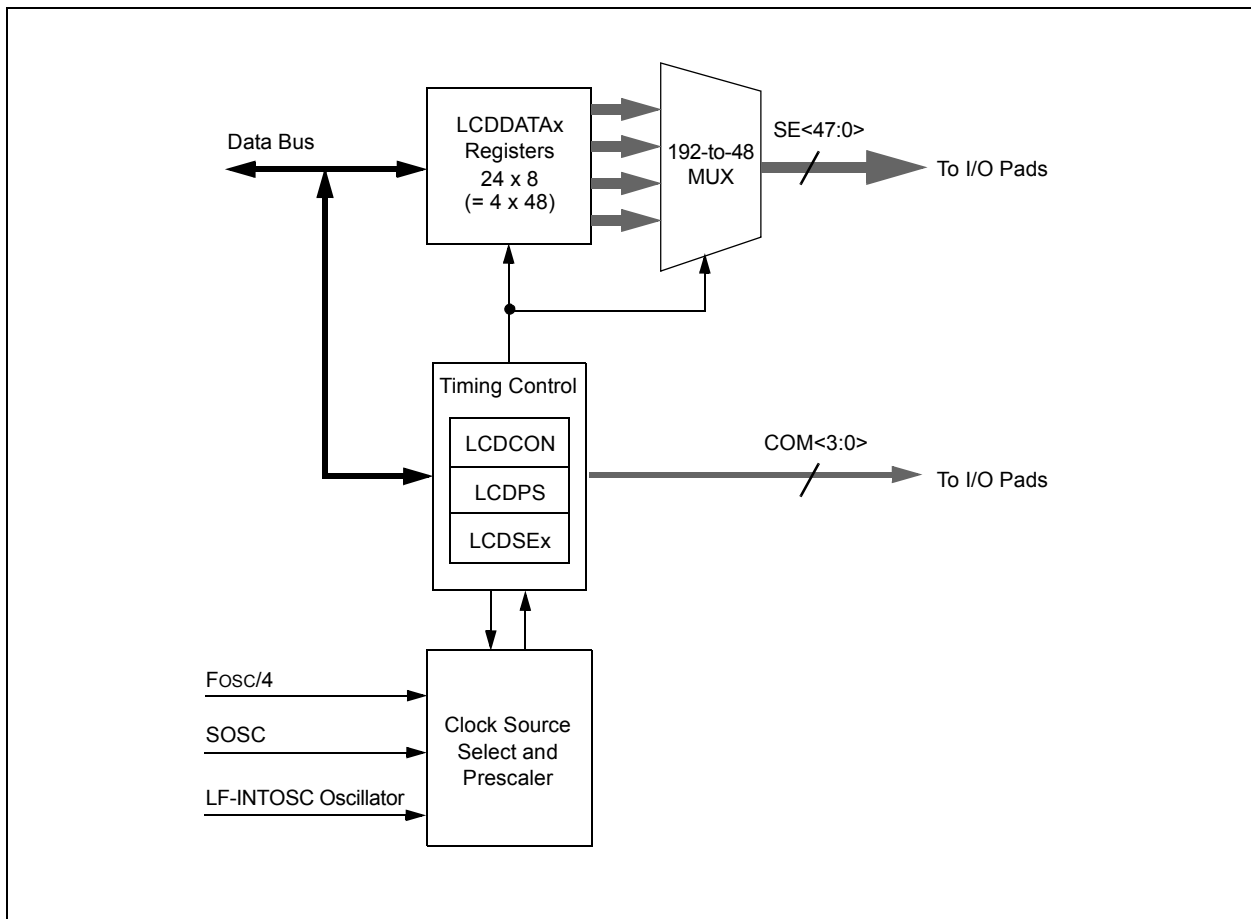 Data Bus
LCDDATAx
Registers
24 x 8
(= 4 x 48)
192-to-48
MUX
SE<47:0>
To I/O Pads
Timing Control
LCDCON
LCDPS
LCDSEx
COM<3:0>
To I/O Pads
FOSC/4
SOSC
LF-INTOSC Oscillator
Clock Source
Select and
Prescaler